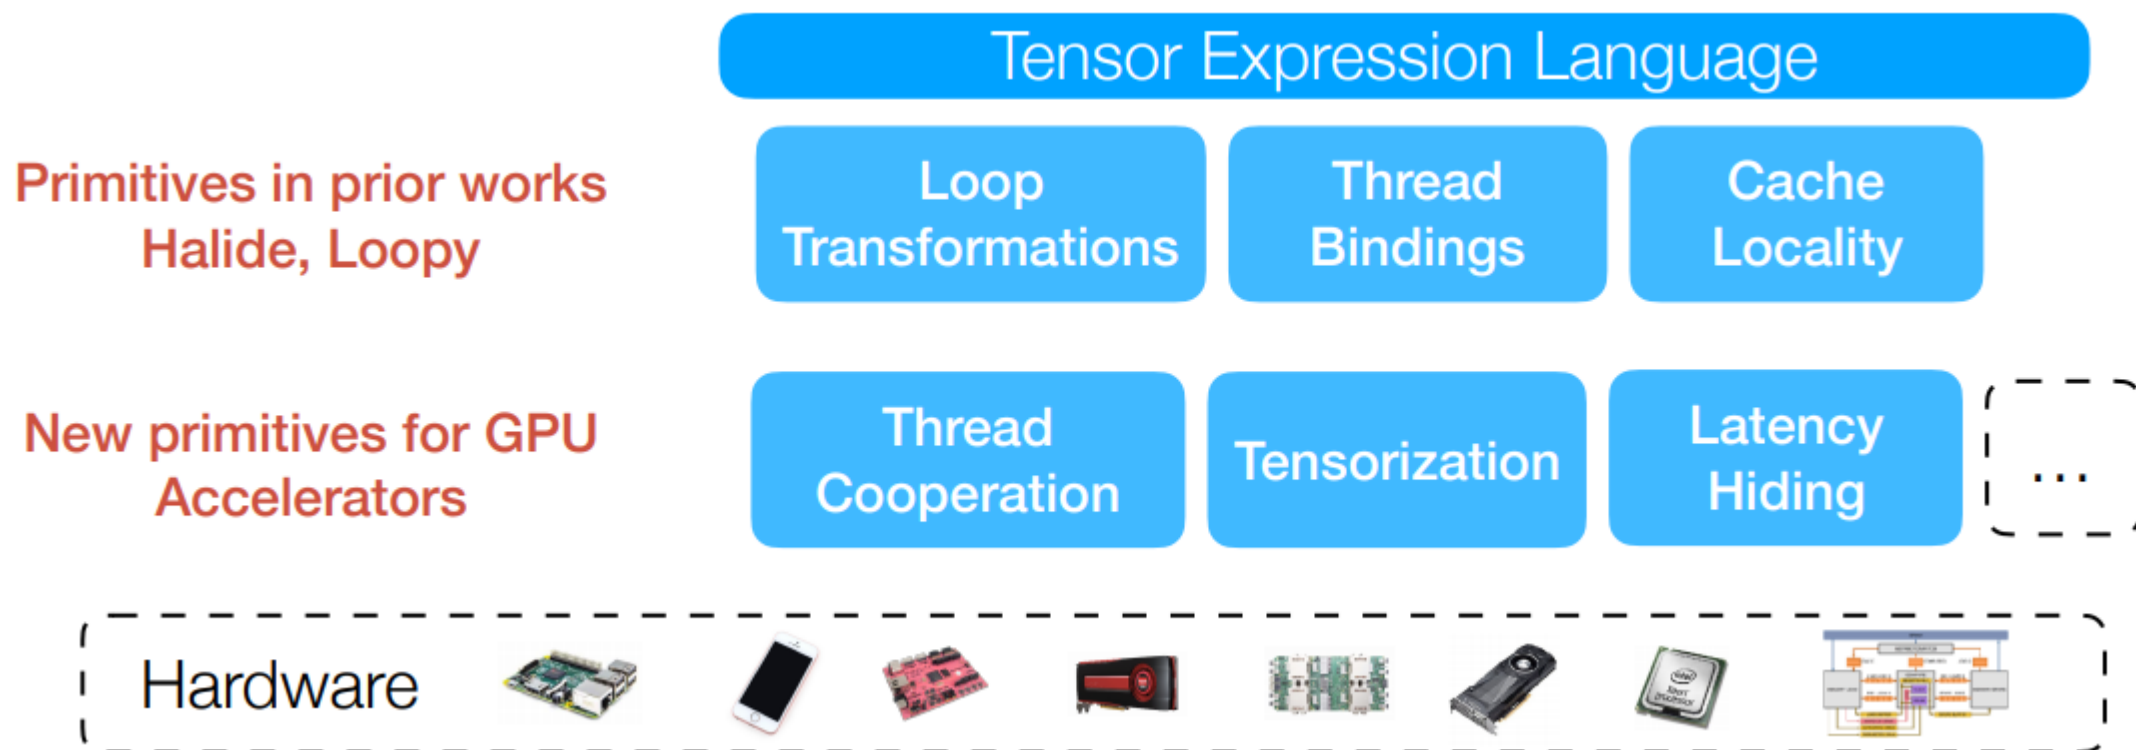 Tensor Expression Language
Primitives in prior works
Halide, Loopy
Loop
Transformations
Thread
Bindings
Cache
Locality
New primitives for GPU
Accelerators
Thread
Cooperation
Tensorization
Latency
Hiding
...
Hardware
intel